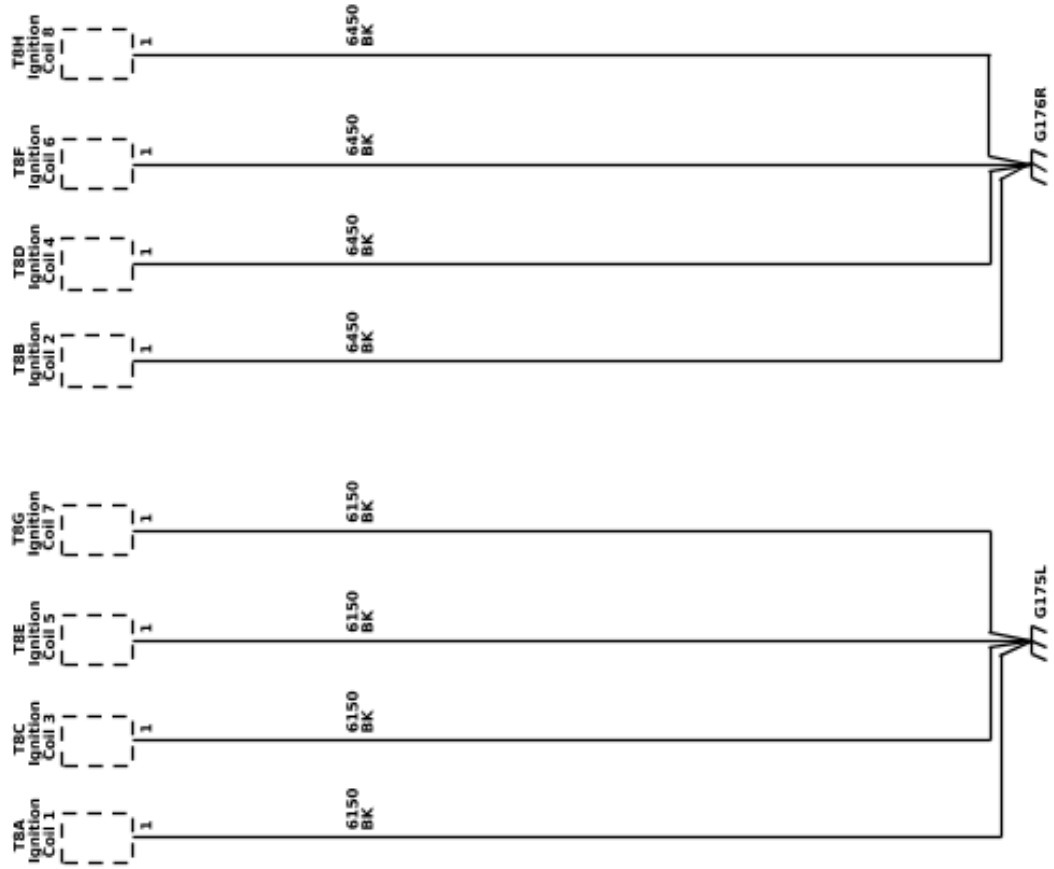 T8A
Ignition
Coil 1
1
6150
BK
T8C
Ignition
Coil 3
1
6150
BK
T8E
Ignition
Coil 5
1
6150
BK
T8G
Ignition
Coil 7
1
6150
BK
G175L
T8B
Ignition
Coil 2
1
6450
BK
T8D
Ignition
Coil 4
1
6450
BK
T8F
Ignition
Coil 6
1
6450
BK
T8H
Ignition
Coil 8
1
6450
BK
G176R